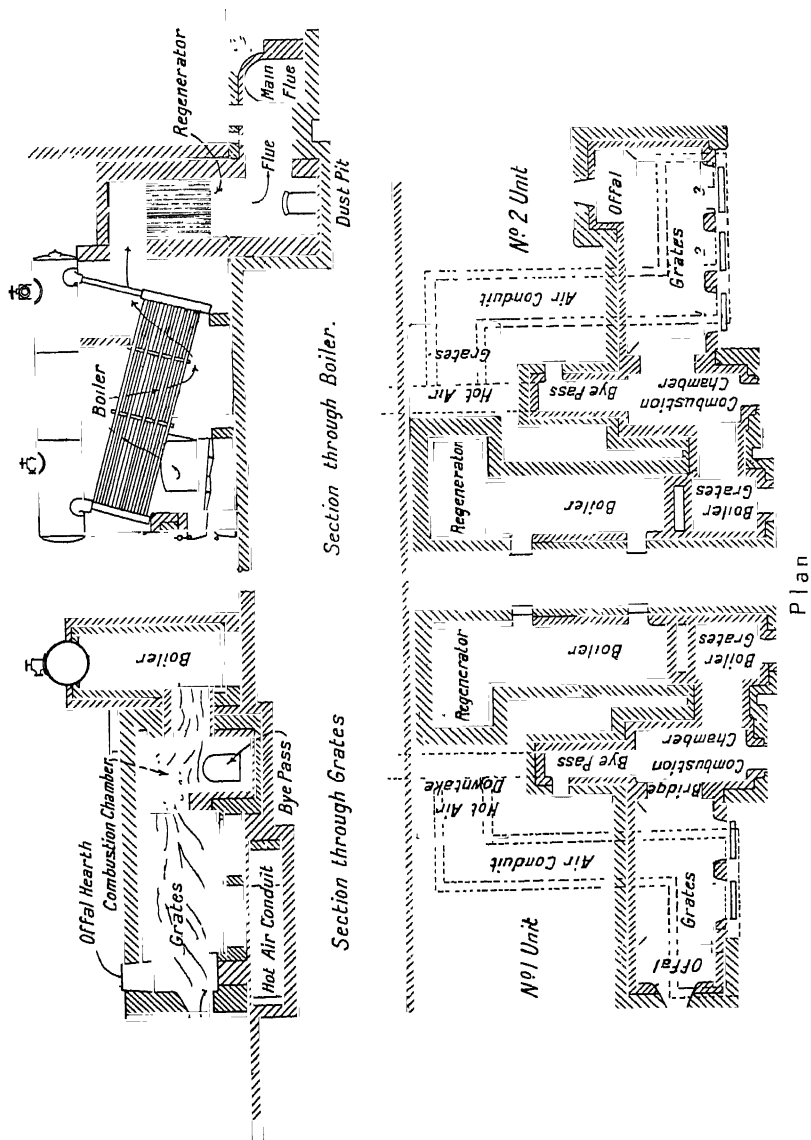 Offal Hearth
Combustion Chamber
Grates
Boiler
Hot Air Conduit
Bye Pass
Section through Grates
Boiler
Regenerator
Flue
Main
Flue
Dust Pit
Section through Boiler.
Nº1 Unit
Offal
Grates
Air Conduit
Hot Air
Downtake
Bridge
Bye Pass
Combustion
Chamber
Regenerator
Boiler
Boiler
Grates
Regenerator
Boiler
Boiler
Grates
Hot Air
Grates
Bye Pass
Combustion
Chamber
Air Conduit
Nº 2 Unit
Offal
Grates
? ?
Plan